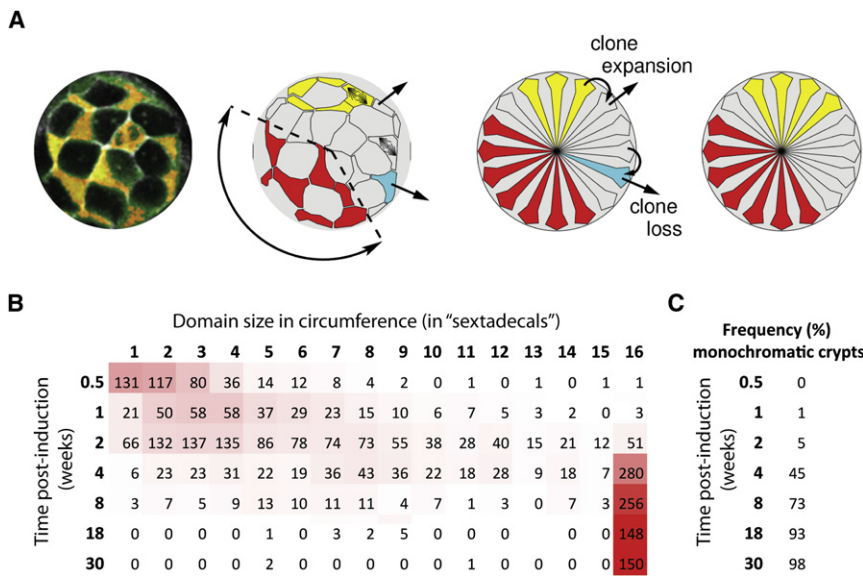 A
clone
expansion
clone
loss
B
Domain size in circumference (in “sextadecals”)
1 2 3 4 5 6 7 8 9 10 11 12 13 14 15 16
Time post-induction
(weeks)
0.5 131 117 80 36 14 12 8 4 2 0 1 0 1 0 1 1
1 21 50 58 58 37 29 23 15 10 6 7 5 3 2 0 3
2 66 132 137 135 86 78 74 73 55 38 28 40 15 21 12 51
4 6 23 23 31 22 19 36 43 36 22 18 28 9 18 7 280
8 3 7 5 9 13 10 11 11 4 7 1 3 0 7 3 256
18 0 0 0 0 1 0 3 2 5 0 0 0 0 0 0 148
30 0 0 0 0 2 0 0 0 0 0 1 0 0 0 0 150
C
Frequency (%)
monochromatic crypts
Time post-induction
(weeks)
0.5 0
1 1
2 5
4 45
8 73
18 93
30 98